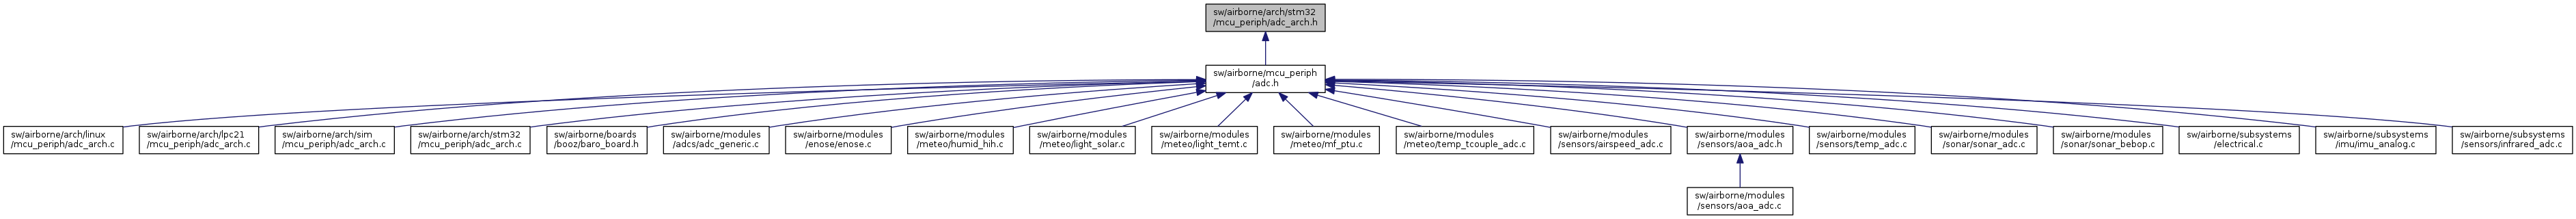 sw/airborne/arch/stm32
/mcu_periph/adc_arch.h
sw/airborne/mcu_periph
/adc.h
sw/airborne/arch/linux
/mcu_periph/adc_arch.c
sw/airborne/arch/lpc21
/mcu_periph/adc_arch.c
sw/airborne/arch/sim
/mcu_periph/adc_arch.c
sw/airborne/arch/stm32
/mcu_periph/adc_arch.c
sw/airborne/boards
/booz/baro_board.h
sw/airborne/modules
/adcs/adc_generic.c
sw/airborne/modules
/enose/enose.c
sw/airborne/modules
/meteo/humid_hih.c
sw/airborne/modules
/meteo/light_solar.c
sw/airborne/modules
/meteo/light_temt.c
sw/airborne/modules
/meteo/mf_ptu.c
sw/airborne/modules
/meteo/temp_tcouple_adc.c
sw/airborne/modules
/sensors/airspeed_adc.c
sw/airborne/modules
/sensors/aoa_adc.h
sw/airborne/modules
/sensors/temp_adc.c
sw/airborne/modules
/sonar/sonar_adc.c
sw/airborne/modules
/sonar/sonar_bebop.c
sw/airborne/subsystems
/electrical.c
sw/airborne/subsystems
/imu/imu_analog.c
sw/airborne/subsystems
/sensors/infrared_adc.c
sw/airborne/modules
/sensors/aoa_adc.c